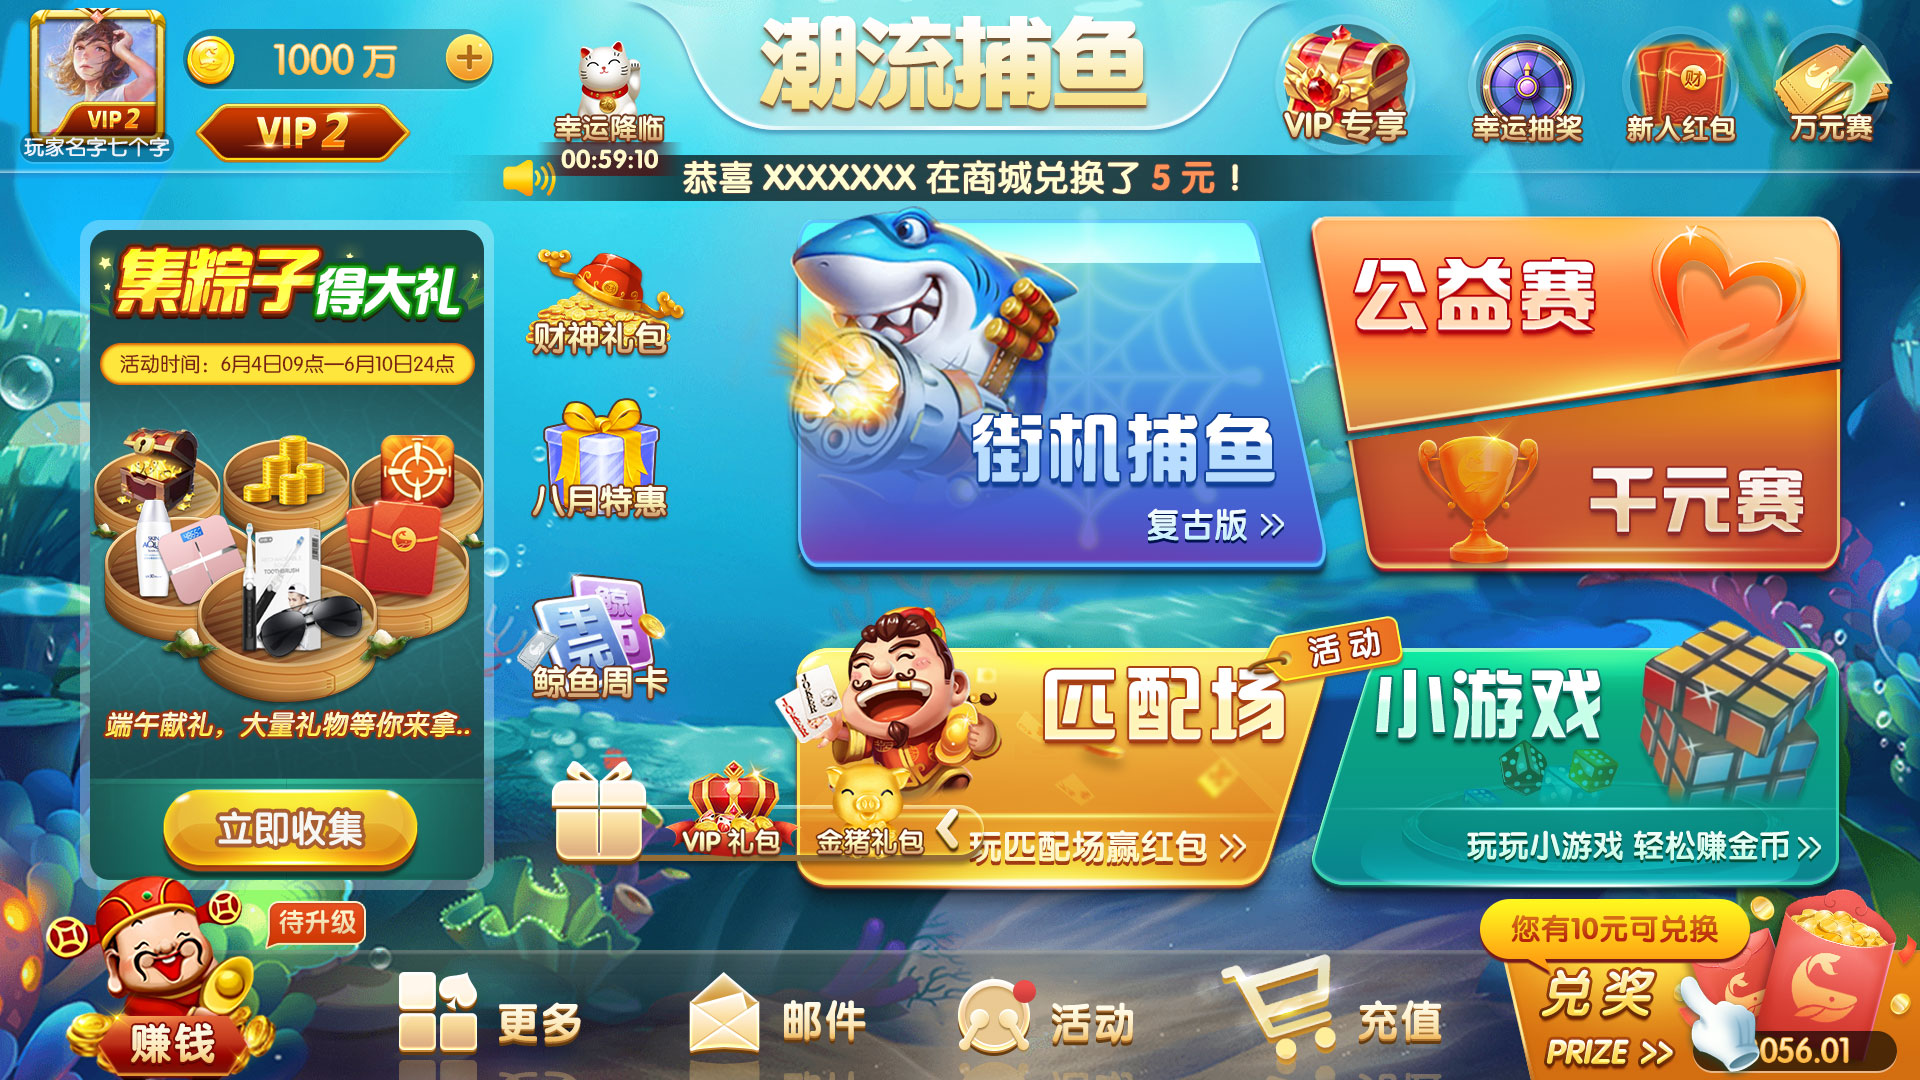 潮流捕鱼
1000 万
VIP 2
玩家名字七个字
VIP 2
幸运降临
00:59:10
VIP 专享
幸运抽奖
新人红包
财
万元赛
恭喜 XXXXXXX 在商城兑换了 5 元 ！
集粽子得大礼
活动时间：6月4日09点—6月10日24点
TOOTHBRUSH
端午献礼，大量礼物等你来拿..
立即收集
财神礼包
八月特惠
鲸鱼周卡
VIP 礼包
金猪礼包
街机捕鱼
复古版 >>
公益赛
千元赛
匹配场
活动
玩匹配场赢红包 >>
小游戏
玩玩小游戏 轻松赚金币 >>
待升级
赚钱
更多
邮件
活动
充值
您有10元可兑换
兑奖
PRIZE >>
056.01